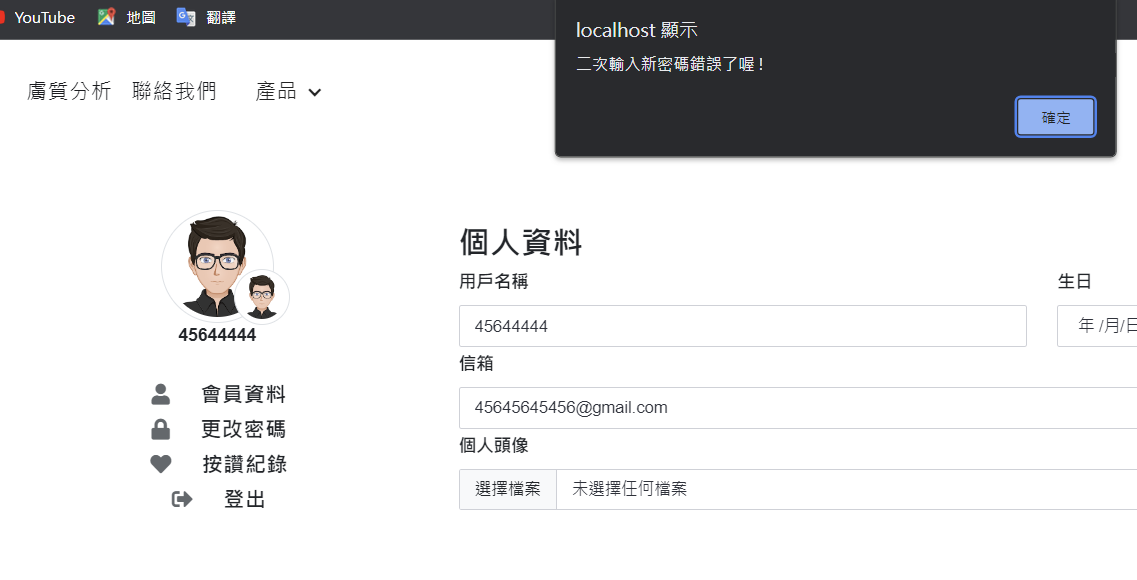 YouTube 地圖 翻譯
localhost 顯示
二次輸入新密碼錯誤了喔!
確定
膚質分析 聯絡我們 產品
45644444
會員資料
更改密碼
按讚紀錄
登出
個人資料
用戶名稱
45644444
生日
年 /月/日
信箱
45645645456@gmail.com
個人頭像
選擇檔案 未選擇任何檔案